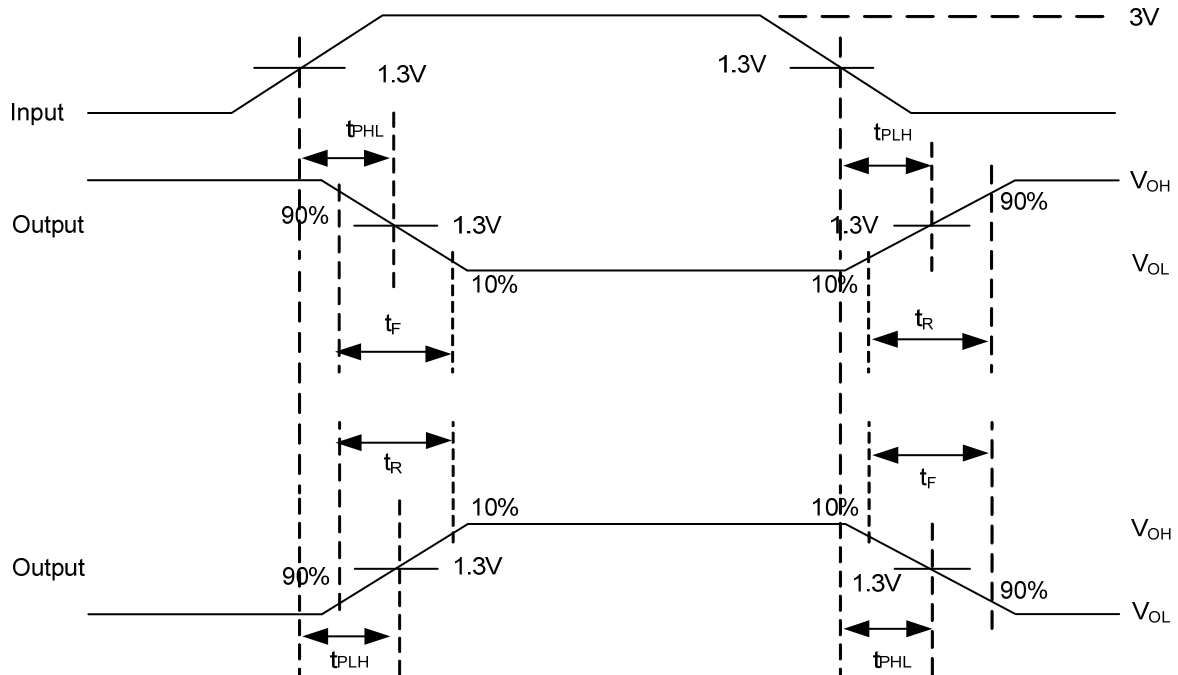 3V
1.3V 1.3V
Input
tPHL tPLH
VOH
90% 90%
Output 1.3V 1.3V
VOL
10% 10%
tF tR
tR tF
10% 10%
VOH
Output 90% 1.3V 1.3V 90%
VOL
tPLH tPHL